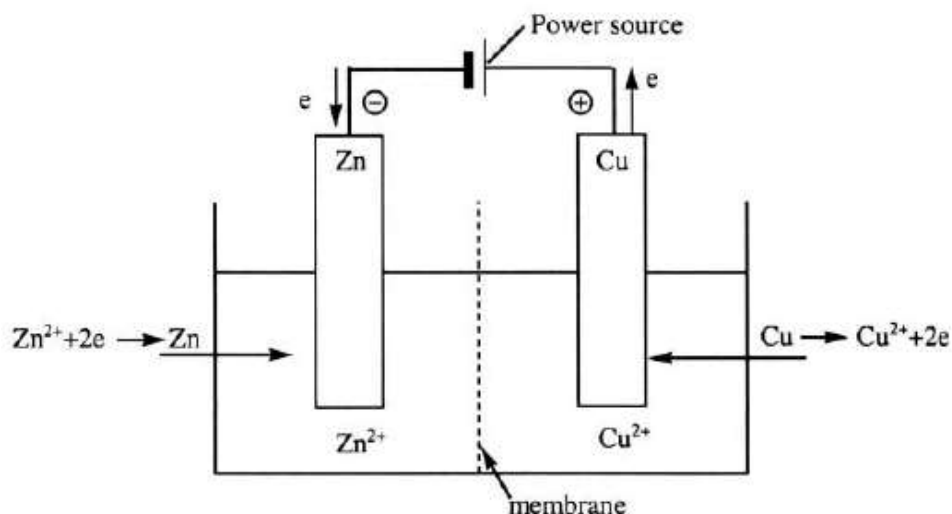 Power source
e
⊖
⊕
e
Zn
Cu
Zn²⁺+2e → Zn
Cu → Cu²⁺+2e
Zn²⁺
Cu²⁺
membrane